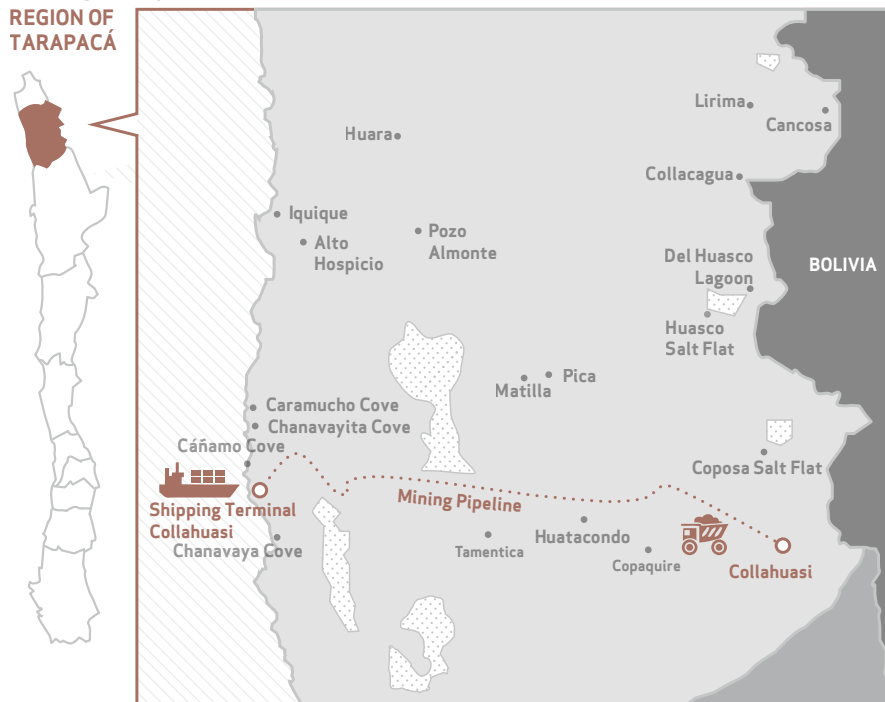 REGION OF
TARAPACÁ
Lirima
Cancosa
Huara
Collacagua
Iquique
Alto
Hospicio
Pozo
Almonte
Del Huasco
Lagoon
BOLIVIA
Huasco
Salt Flat
Matilla
Pica
Caramucho Cove
Chanavayita Cove
Cáñamo Cove
Coposa Salt Flat
Mining Pipeline
Shipping Terminal
Collahuasi
Chanavaya Cove
Tamentica
Huatacondo
Copaquire
Collahuasi